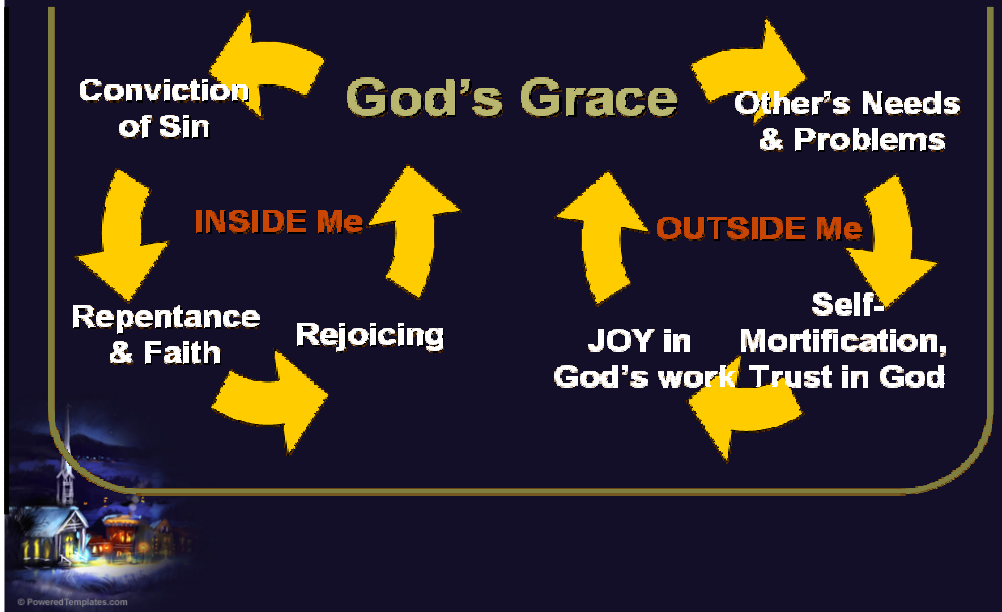 God's Grace
Conviction
of Sin
INSIDE Me
Repentance
& Faith
Rejoicing
Other's Needs
& Problems
OUTSIDE Me
Self-
Mortification,
Trust in God
JOY in
God's work
© PoweredTemplates.com